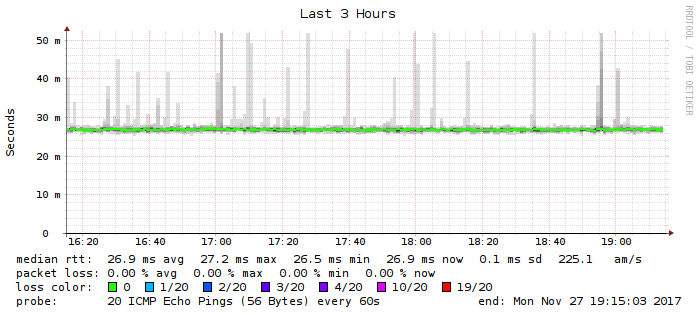 Last 3 Hours
RRDTOOL / TOBI OETIKER
Seconds
50 m
40 m
30 m
20 m
10 m
0
16:20 16:40 17:00 17:20 17:40 18:00 18:20 18:40 19:00
median rtt: 26.9 ms avg 27.2 ms max 26.5 ms min 26.9 ms now 0.1 ms sd 225.1 am/s
packet loss: 0.00 % avg 0.00 % max 0.00 % min 0.00 % now
loss color: 0 1/20 2/20 3/20 4/20 10/20 19/20
probe: 20 ICMP Echo Pings (56 Bytes) every 60s end: Mon Nov 27 19:15:03 2017